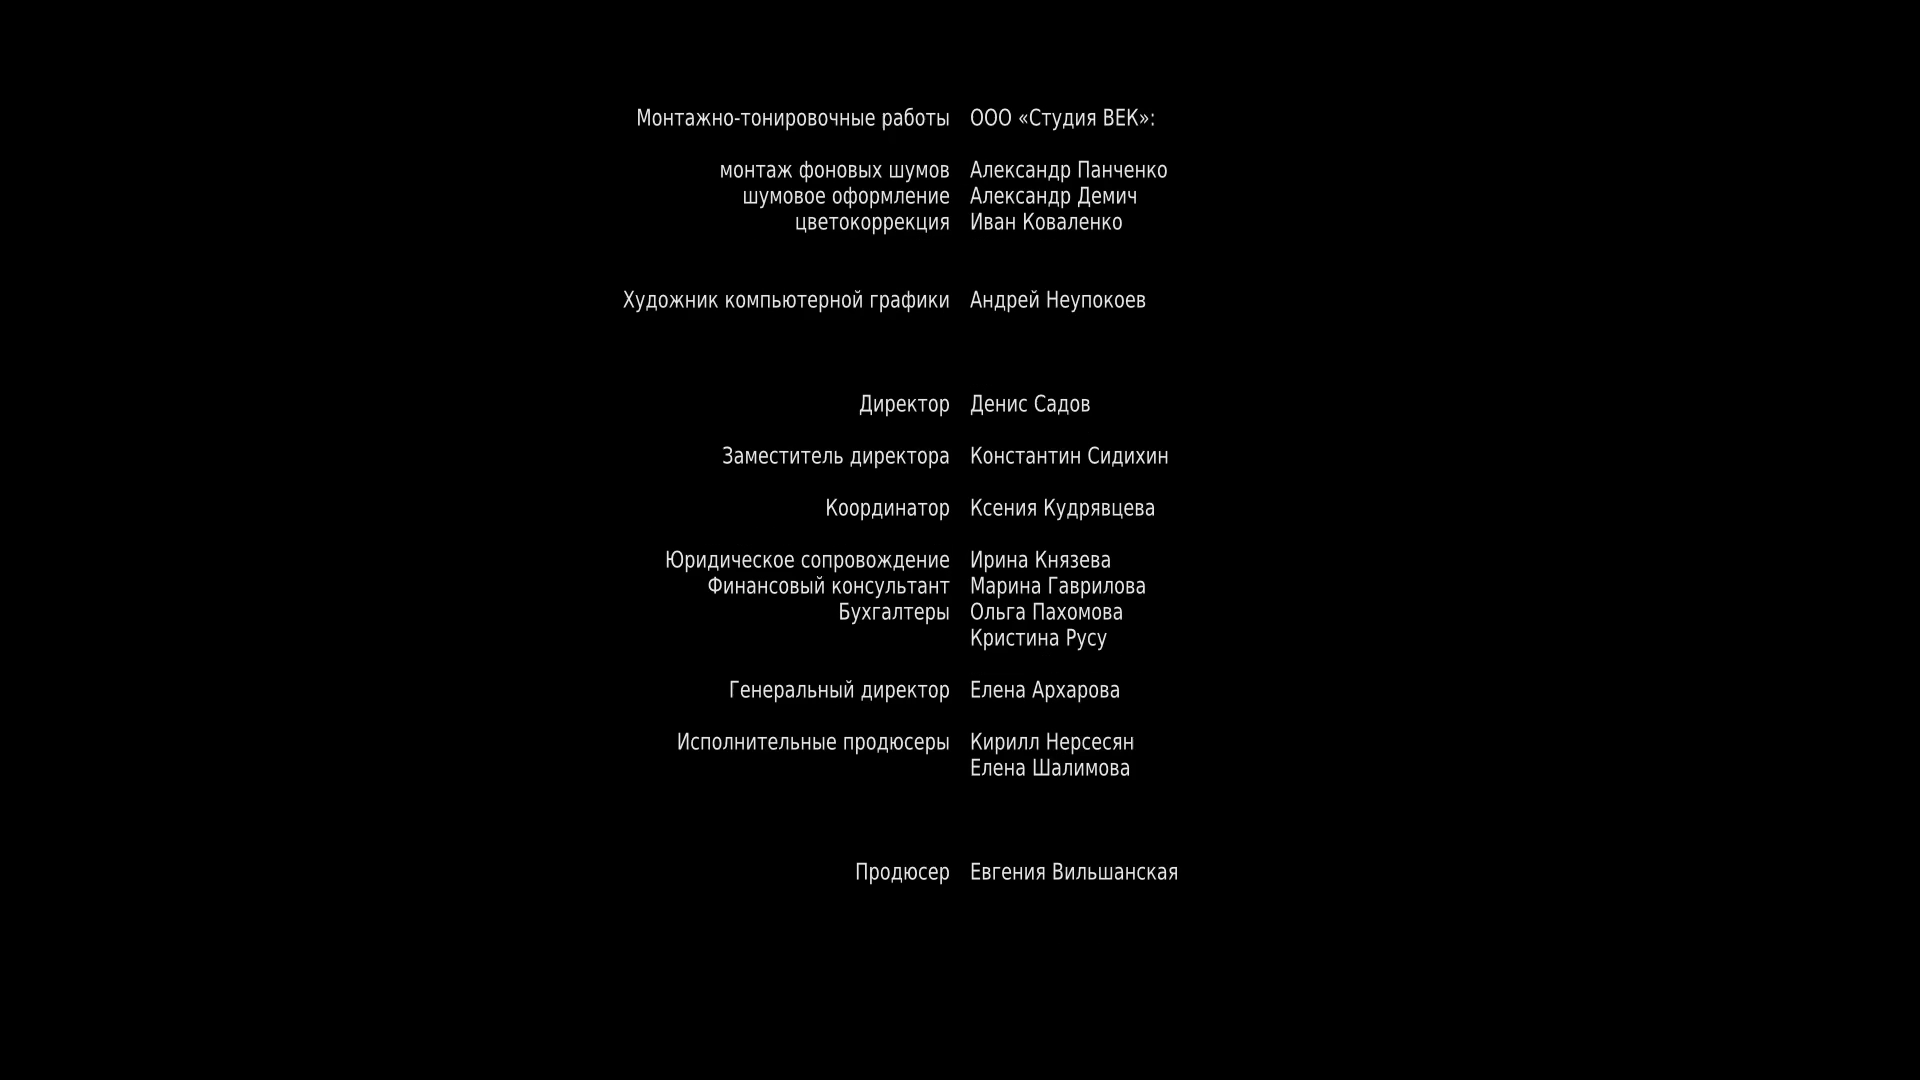 Монтажно-тонировочные работы ООО «Студия ВЕК»:
монтаж фоновых шумов Александр Панченко
шумовое оформление Александр Демич
цветокоррекция Иван Коваленко
Художник компьютерной графики Андрей Неупокоев
Директор Денис Садов
Заместитель директора Константин Сидихин
Координатор Ксения Кудрявцева
Юридическое сопровождение Ирина Князева
Финансовый консультант Марина Гаврилова
Бухгалтеры Ольга Пахомова
Кристина Русу
Генеральный директор Елена Архарова
Исполнительные продюсеры Кирилл Нерсесян
Елена Шалимова
Продюсер Евгения Вильшанская